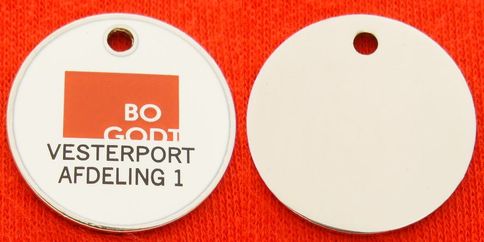 BO
GODT
VESTERPORT
AFDELING 1